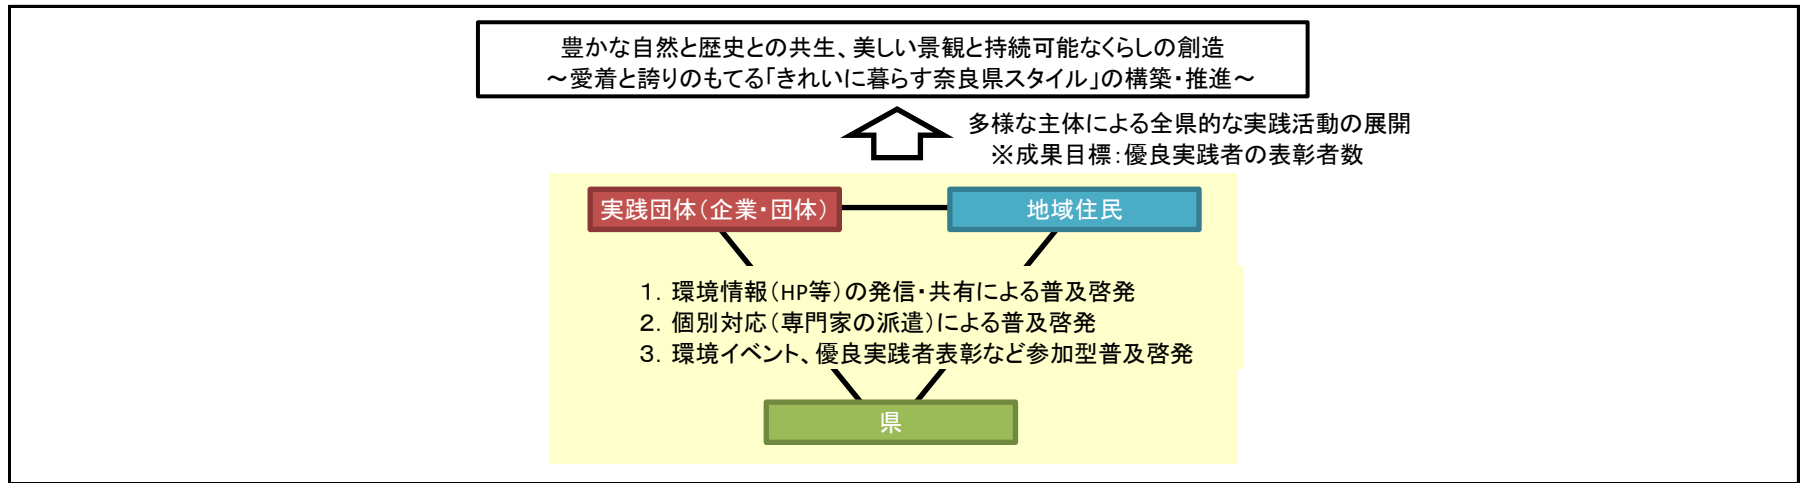 豊かな自然と歴史との共生、美しい景観と持続可能なくらしの創造
～愛着と誇りのもてる「きれいに暮らす奈良県スタイル」の構築・推進～
多様な主体による全県的な実践活動の展開
※成果目標：優良実践者の表彰者数
実践団体（企業・団体）
地域住民
１．環境情報（HP等）の発信・共有による普及啓発
２．個別対応（専門家の派遣）による普及啓発
３．環境イベント、優良実践者表彰など参加型普及啓発
県